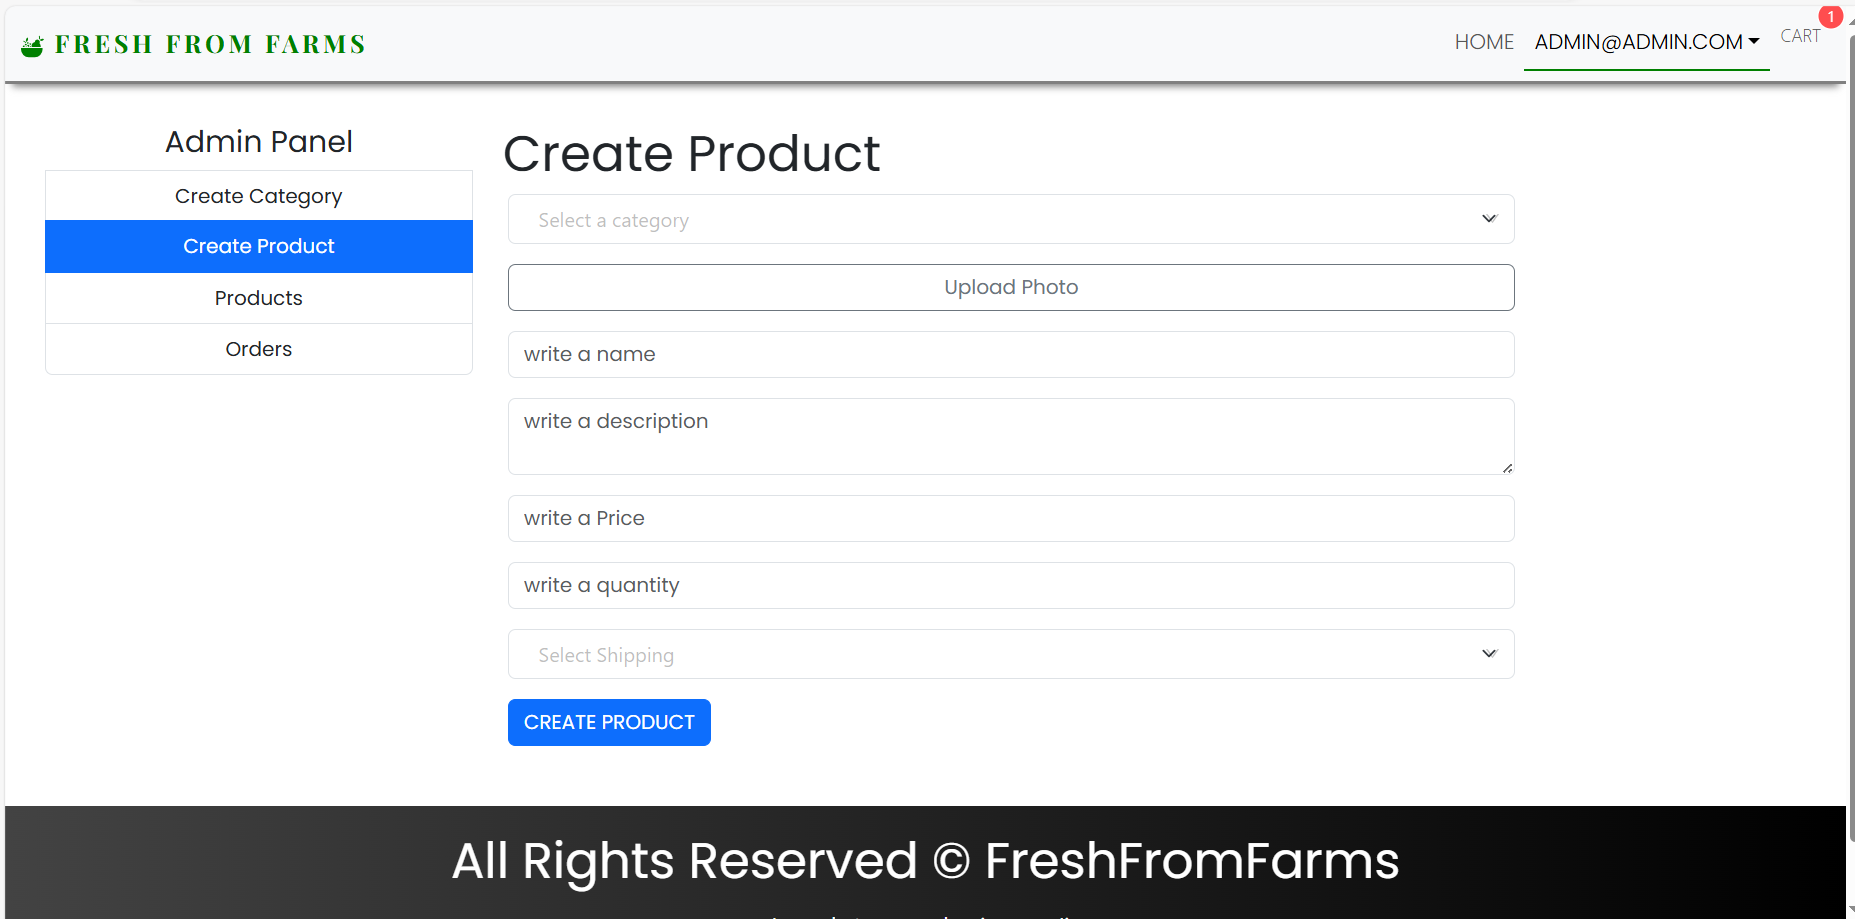 FRESH FROM FARMS
HOME ADMIN@ADMIN.COM CART 1
Admin Panel
Create Category
Create Product
Products
Orders
Create Product
Select a category
Upload Photo
write a name
write a description
write a Price
write a quantity
Select Shipping
CREATE PRODUCT
All Rights Reserved © FreshFromFarms